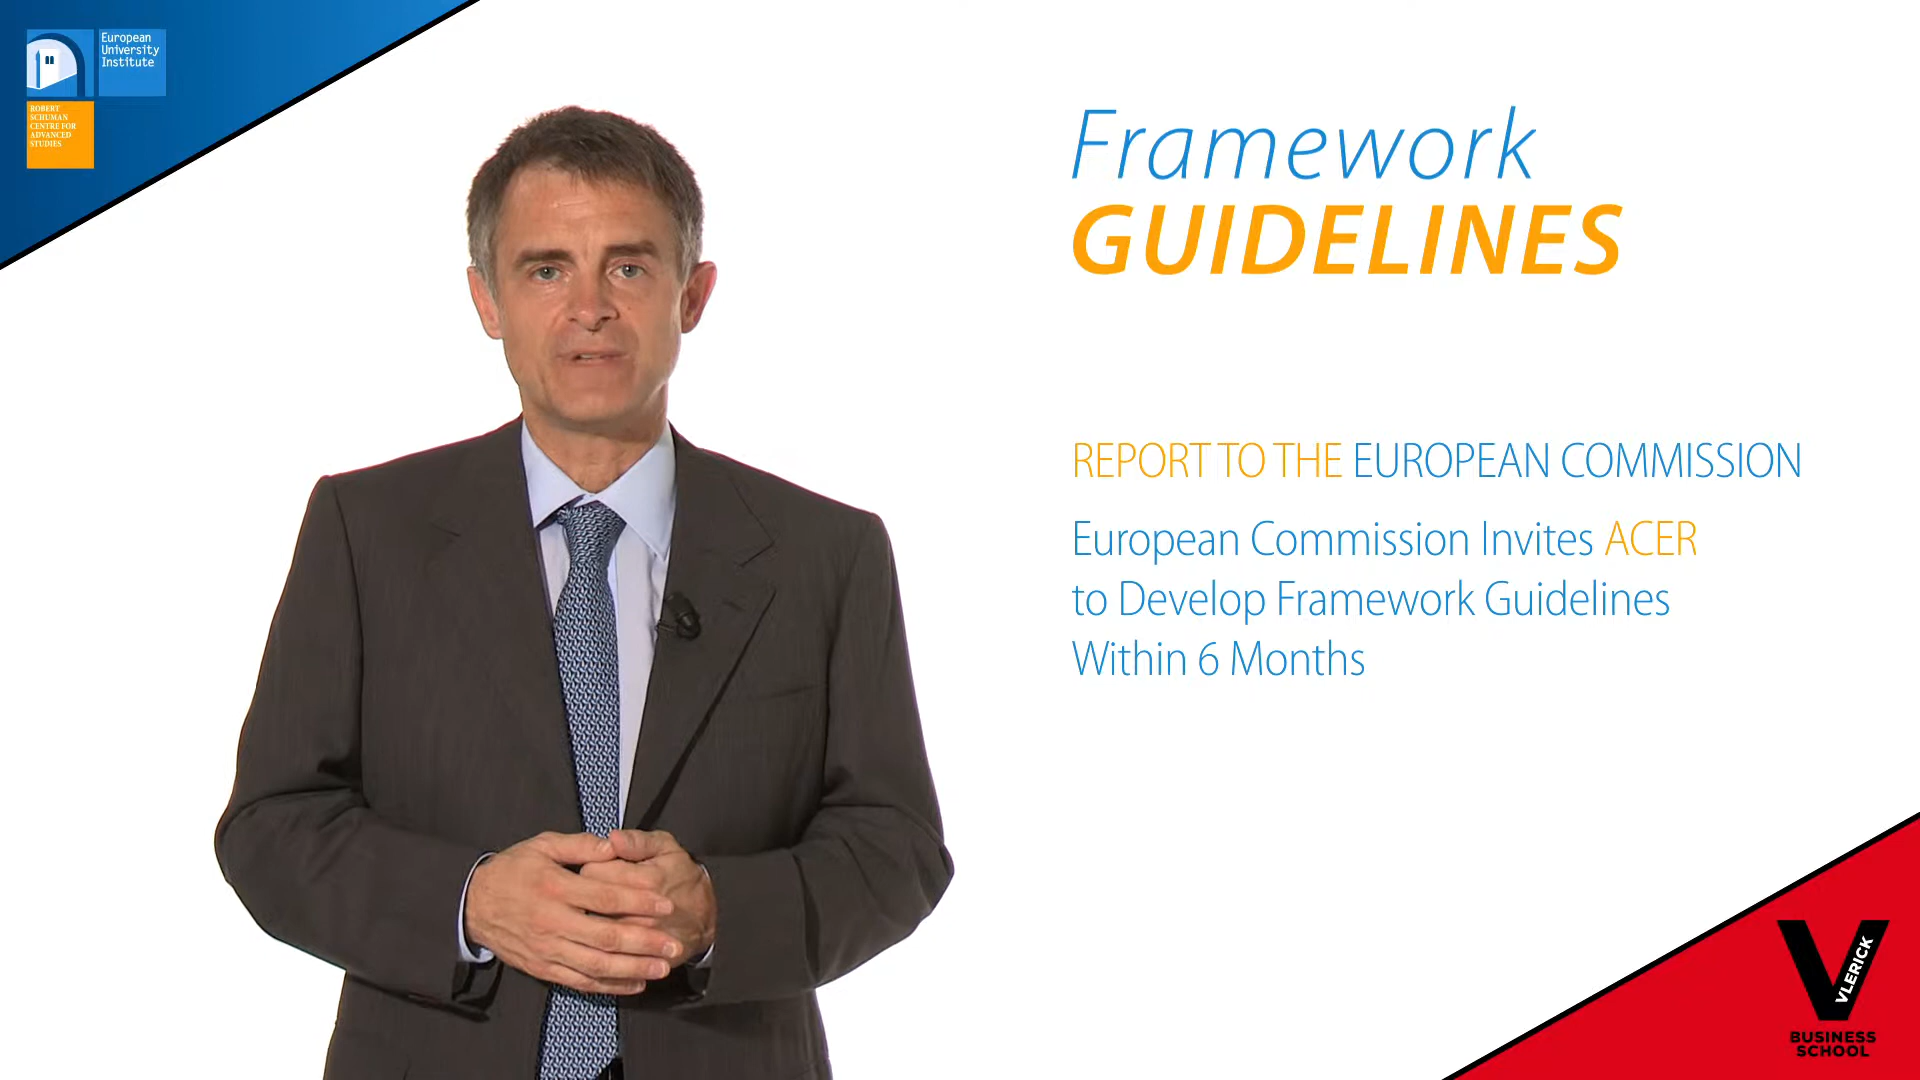 European
University
Institute
ROBERT
SCHUMAN
CENTRE FOR
ADVANCED
STUDIES
Framework
GUIDELINES
REPORT TO THE EUROPEAN COMMISSION
European Commission Invites ACER
to Develop Framework Guidelines
Within 6 Months
VLERICK
BUSINESS
SCHOOL